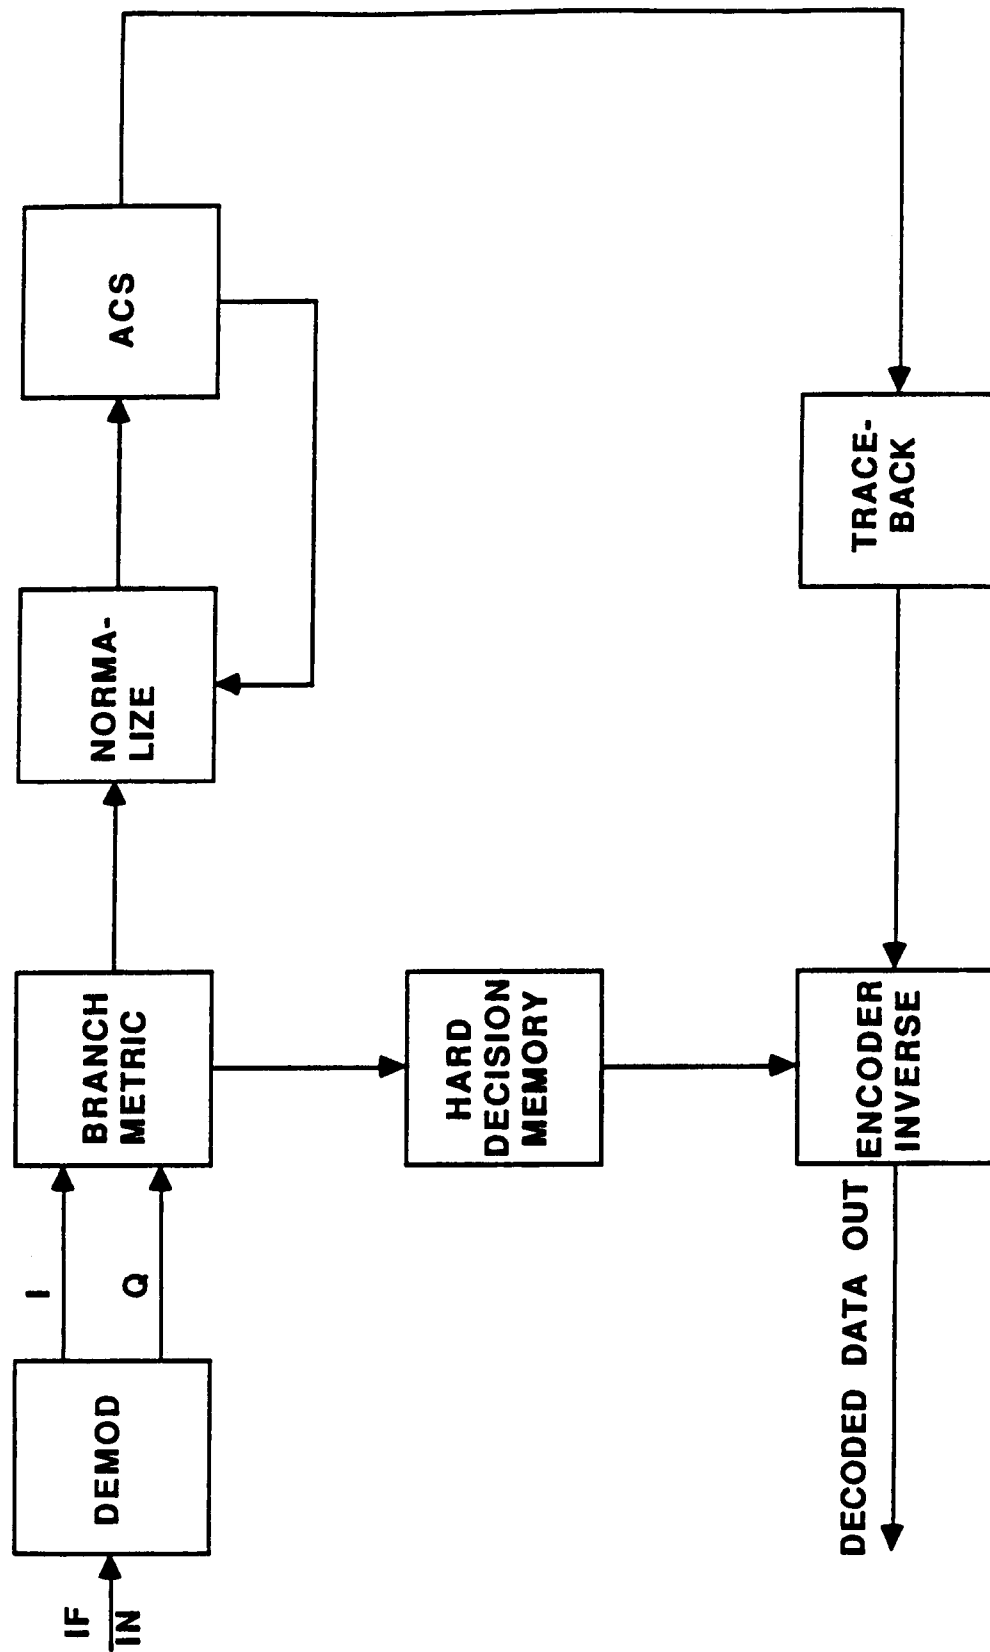 IF
IN
DEMOD
I
Q
BRANCH
METRIC
NORMA-
LIZE
ACS
HARD
DECISION
MEMORY
TRACE-
BACK
ENCODER
INVERSE
DECODED DATA OUT